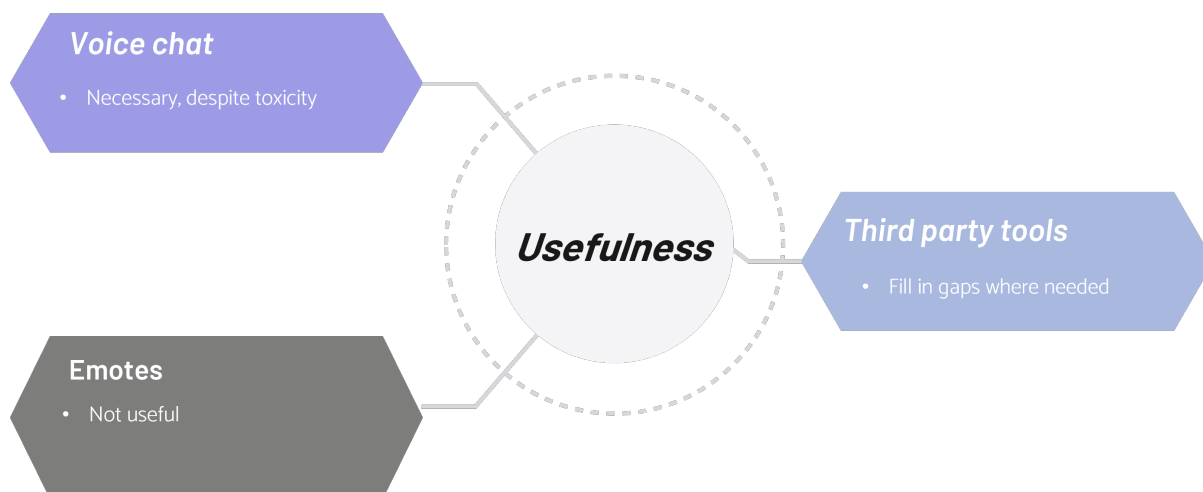 Voice chat
• Necessary, despite toxicity
Usefulness
Third party tools
• Fill in gaps where needed
Emotes
• Not useful